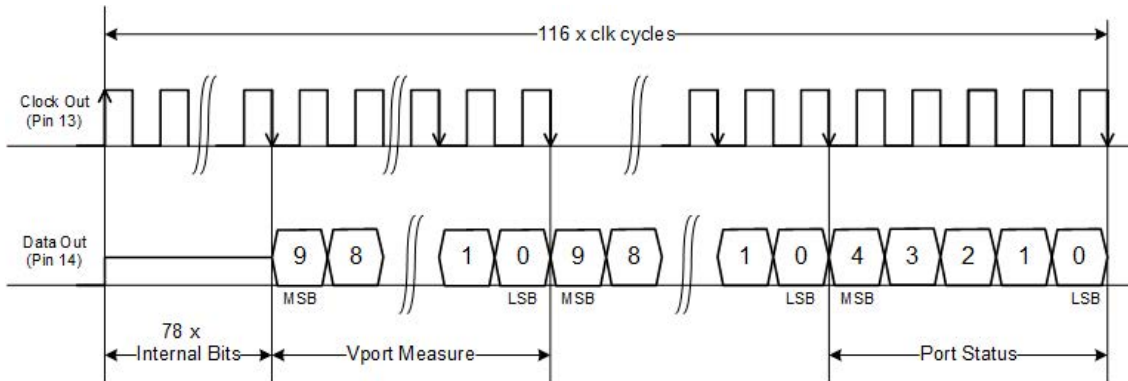 116 x clk cycles
Clock Out
(Pin 13)
Data Out
(Pin 14)
9 8 1 0 9 8 1 0 4 3 2 1 0
MSB LSB MSB LSB MSB LSB
78 x
Internal Bits Vport Measure Port Status